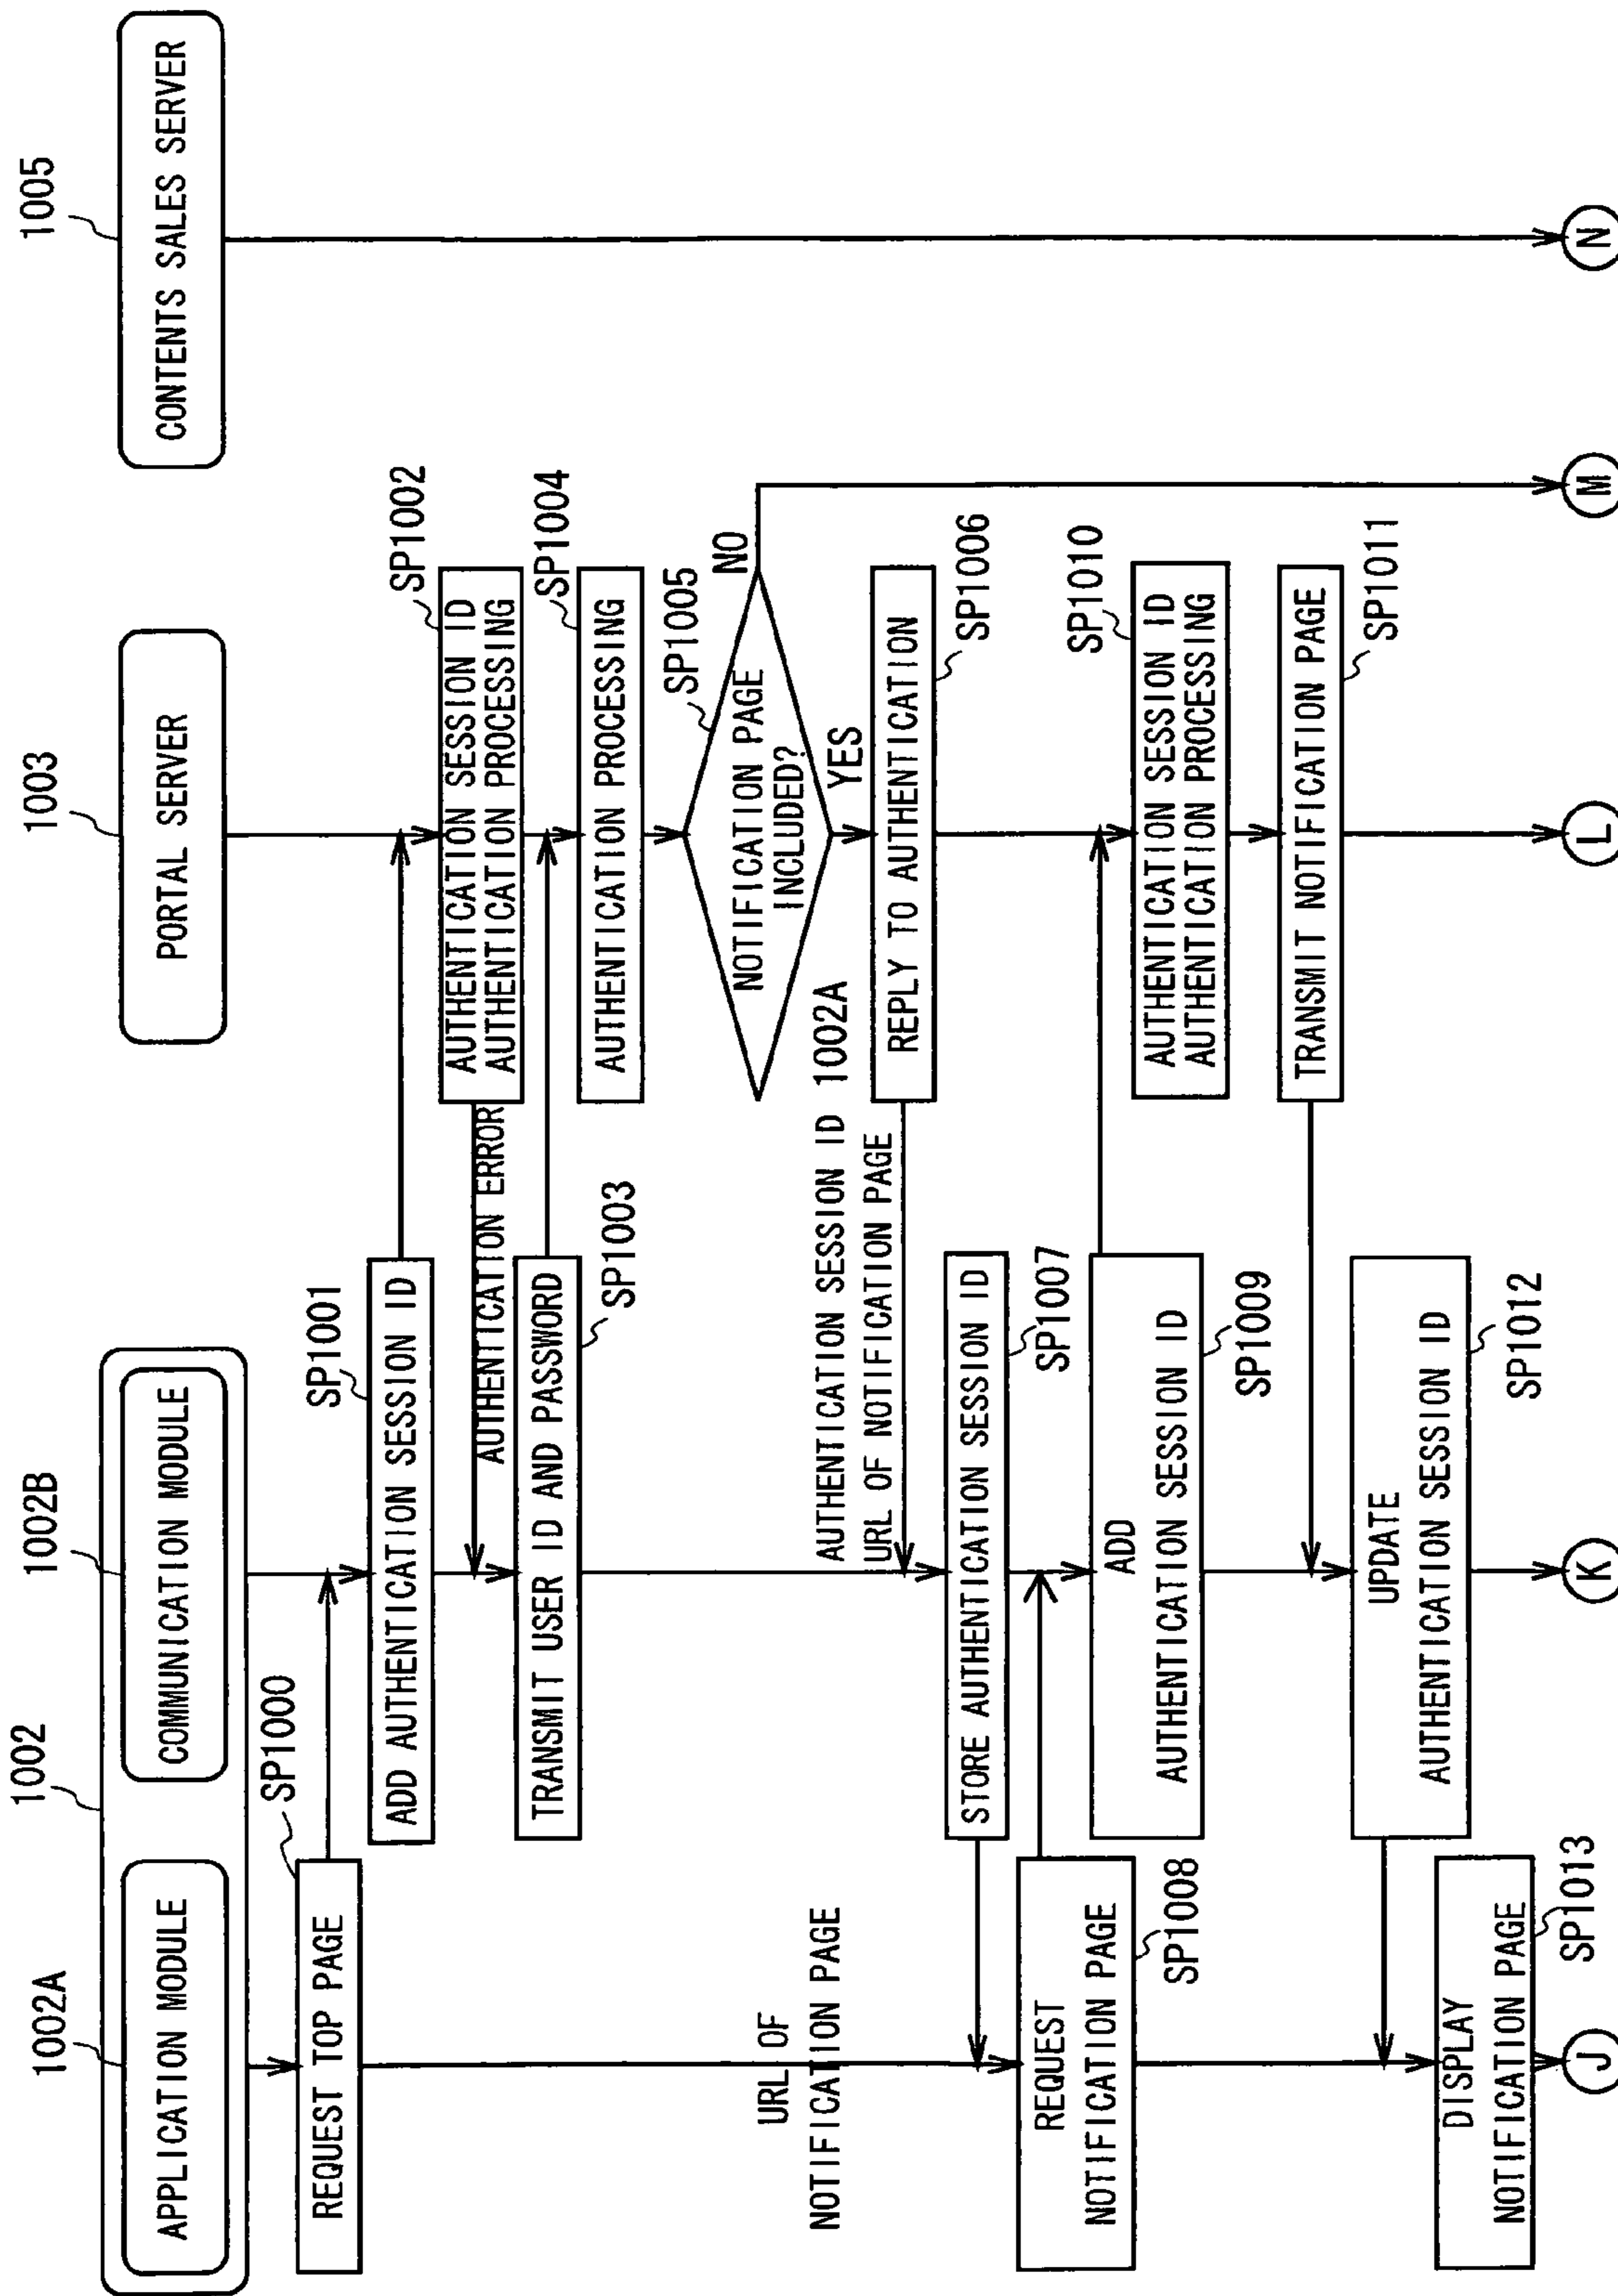 1002
1002A
1002B
1003
1005
APPLICATION MODULE
COMMUNICATION MODULE
PORTAL SERVER
CONTENTS SALES SERVER
SP1000
REQUEST TOP PAGE
SP1001
ADD AUTHENTICATION SESSION ID
SP1002
AUTHENTICATION SESSION ID
AUTHENTICATION PROCESSING
AUTHENTICATION ERROR
TRANSMIT USER ID AND PASSWORD
SP1003
SP1004
AUTHENTICATION PROCESSING
SP1005
NOTIFICATION PAGE
INCLUDED?
NO
YES
AUTHENTICATION SESSION ID 1002A
URL OF NOTIFICATION PAGE
REPLY TO AUTHENTICATION
SP1006
URL OF
NOTIFICATION PAGE
STORE AUTHENTICATION SESSION ID
SP1007
REQUEST
NOTIFICATION PAGE
SP1008
ADD
AUTHENTICATION SESSION ID
SP1009
SP1010
AUTHENTICATION SESSION ID
AUTHENTICATION PROCESSING
TRANSMIT NOTIFICATION PAGE
SP1011
UPDATE
AUTHENTICATION SESSION ID
SP1012
DISPLAY
NOTIFICATION PAGE
SP1013
J
K
L
M
N